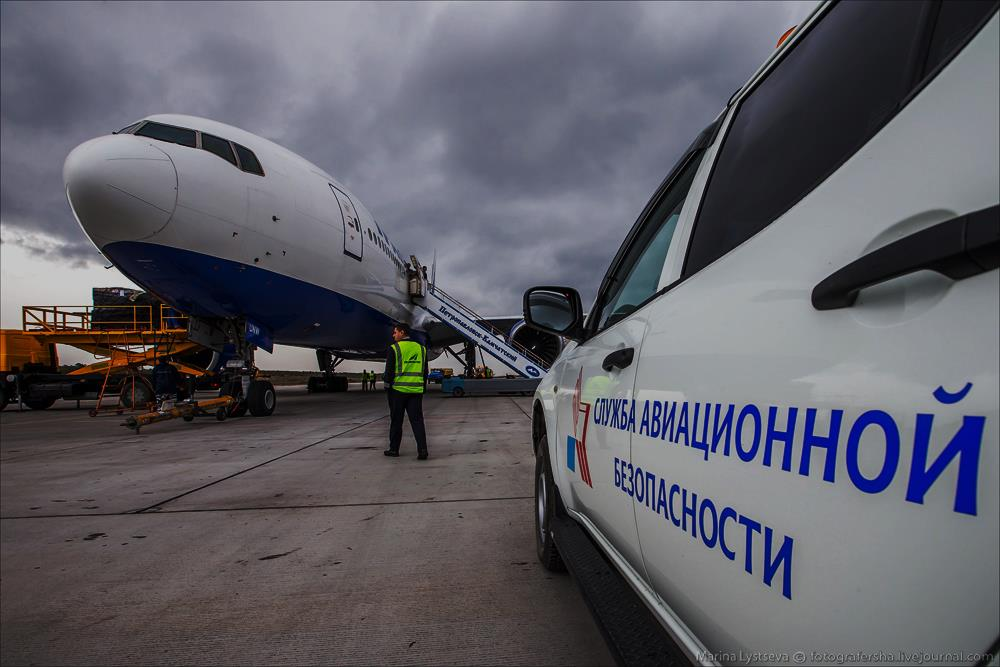 Петропавловск-Камчатский
СЛУЖБА АВИАЦИОННОЙ
БЕЗОПАСНОСТИ
Marina Lystseva © fotografersha.livejournal.com